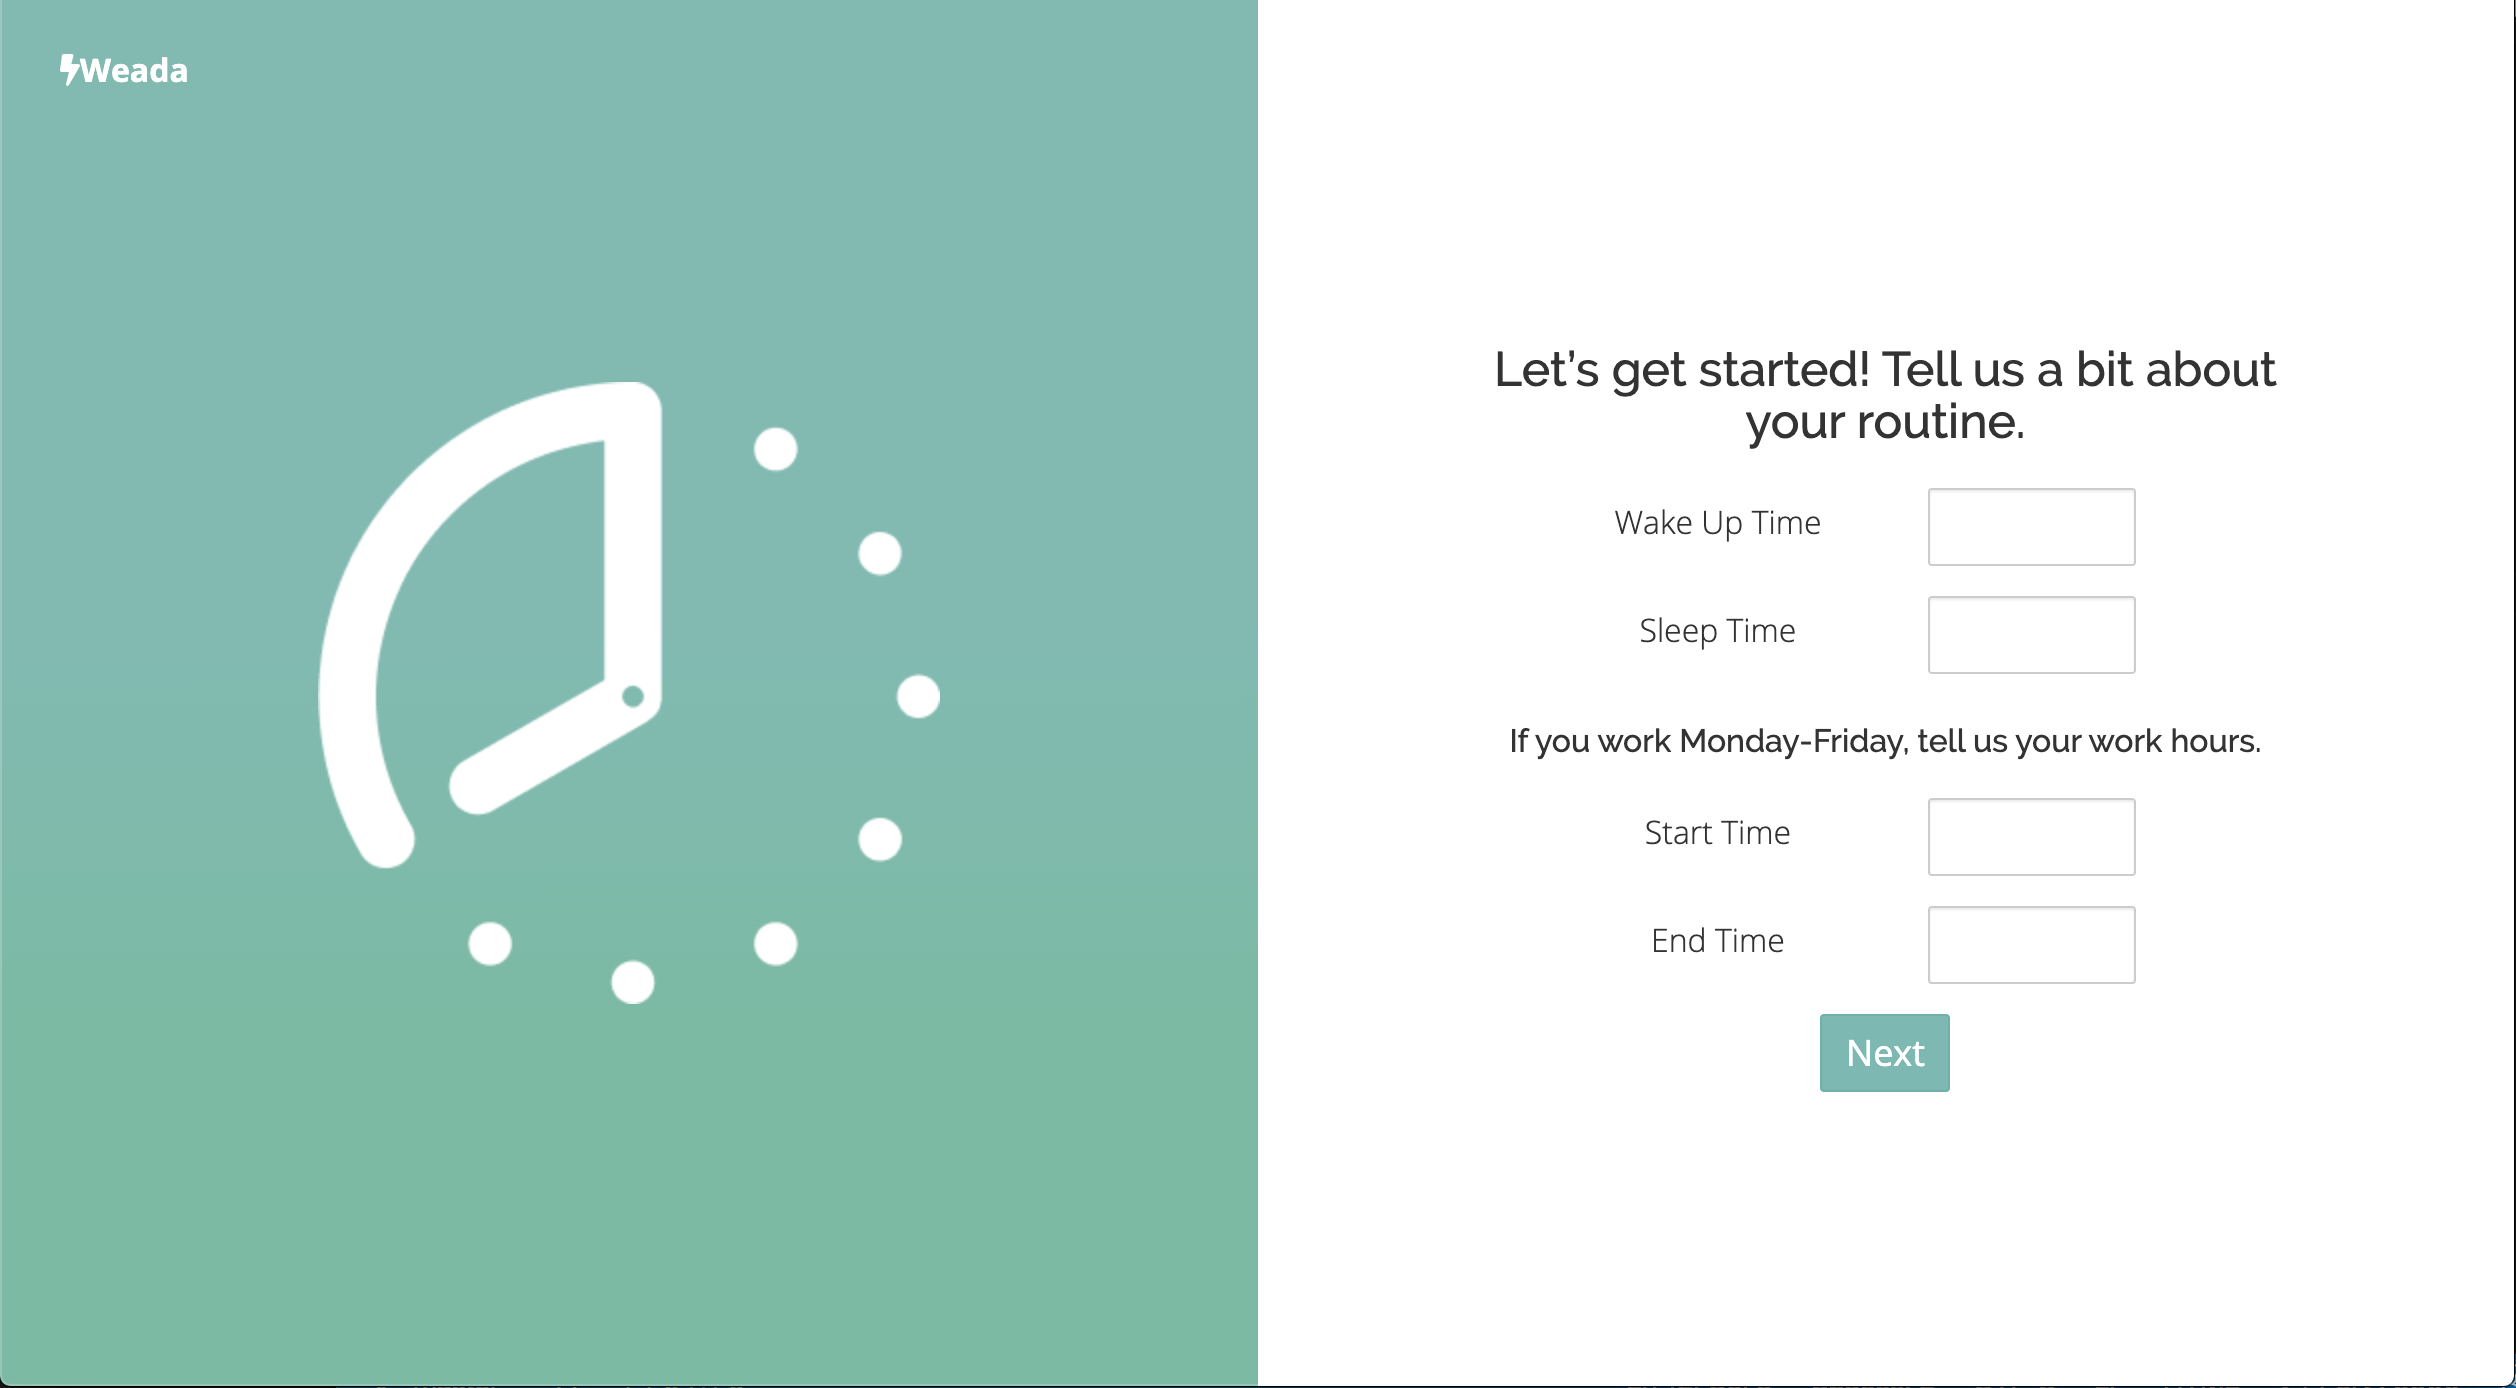 Weada
Let's get started! Tell us a bit about
your routine.
Wake Up Time
Sleep Time
If you work Monday-Friday, tell us your work hours.
Start Time
End Time
Next